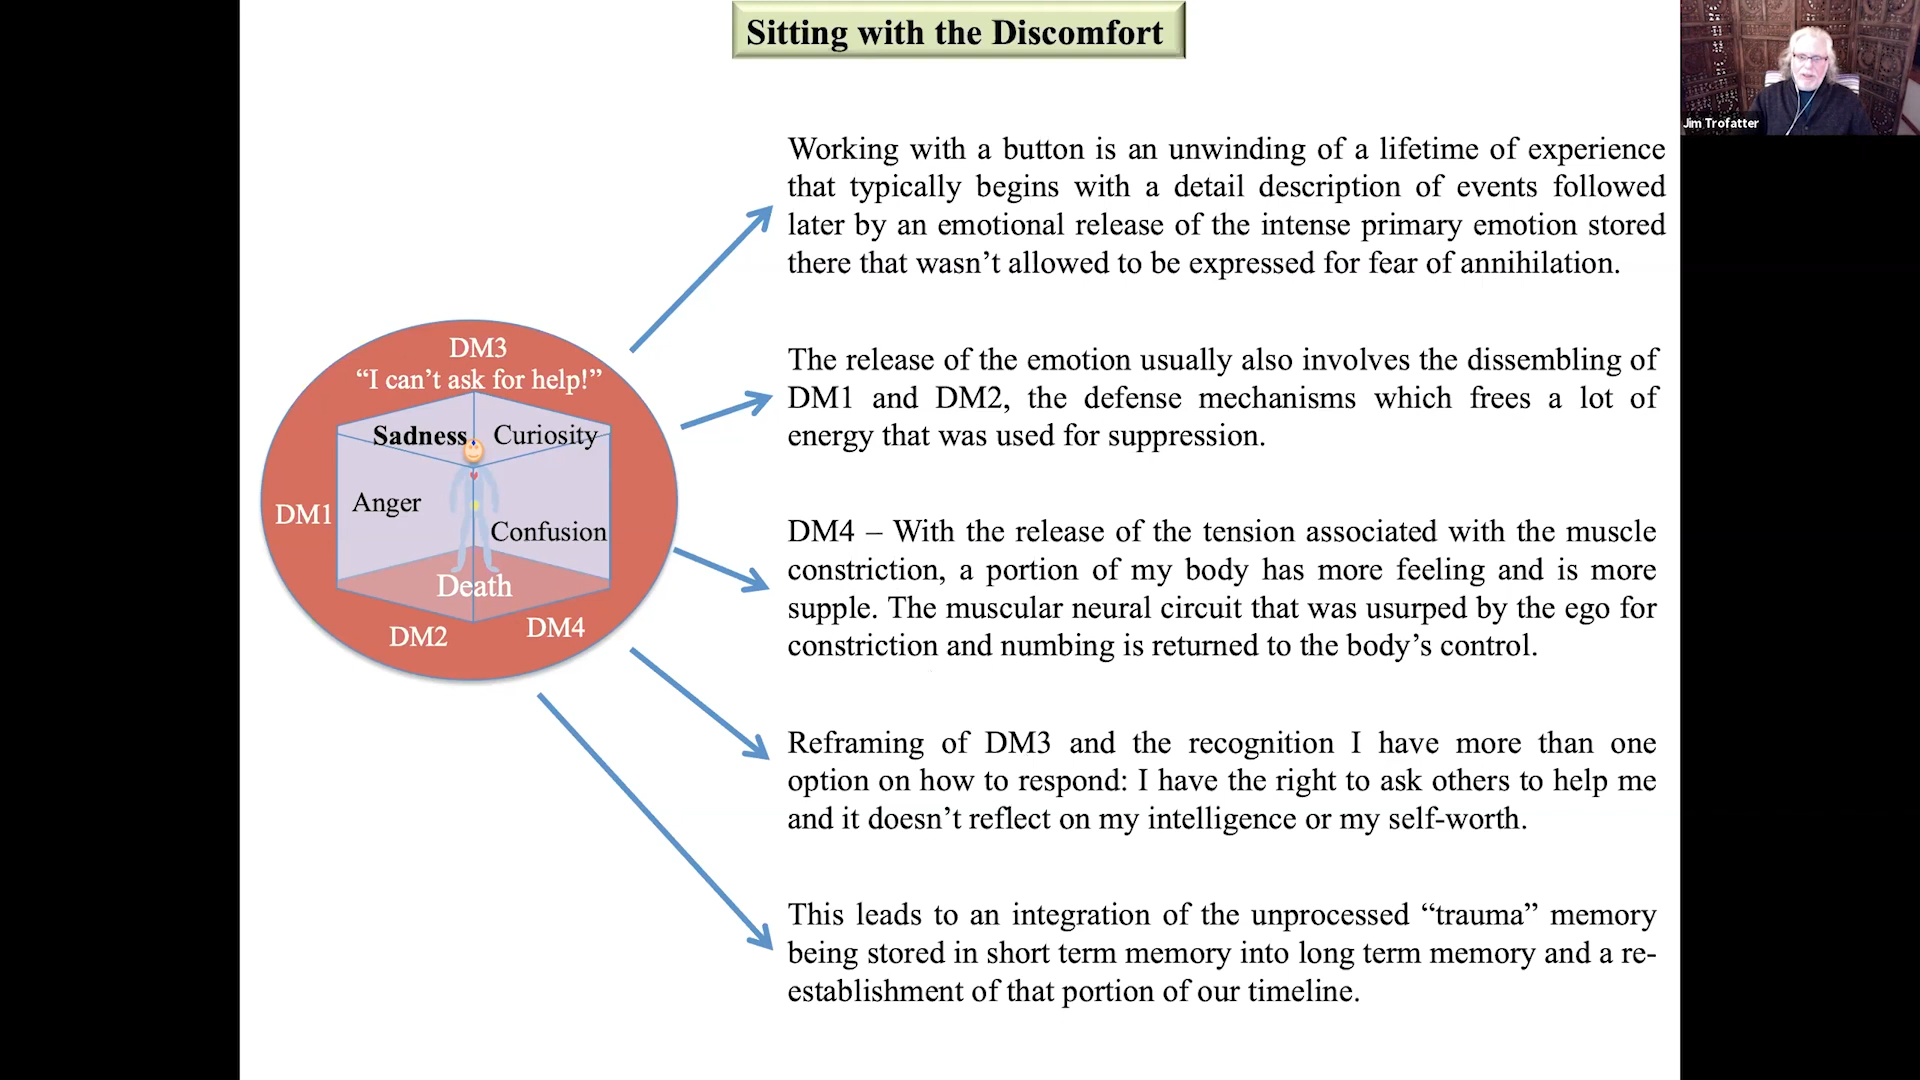 Sitting with the Discomfort
Jim Trofatter
Working with a button is an unwinding of a lifetime of experience
that typically begins with a detail description of events followed
later by an emotional release of the intense primary emotion stored
there that wasn’t allowed to be expressed for fear of annihilation.
The release of the emotion usually also involves the dissembling of
DM1 and DM2, the defense mechanisms which frees a lot of
energy that was used for suppression.
DM4 – With the release of the tension associated with the muscle
constriction, a portion of my body has more feeling and is more
supple. The muscular neural circuit that was usurped by the ego for
constriction and numbing is returned to the body’s control.
Reframing of DM3 and the recognition I have more than one
option on how to respond: I have the right to ask others to help me
and it doesn’t reflect on my intelligence or my self-worth.
This leads to an integration of the unprocessed “trauma” memory
being stored in short term memory into long term memory and a re-
establishment of that portion of our timeline.
DM3
“I can’t ask for help!”
Sadness
Curiosity
DM1
Anger
Confusion
Death
DM2
DM4